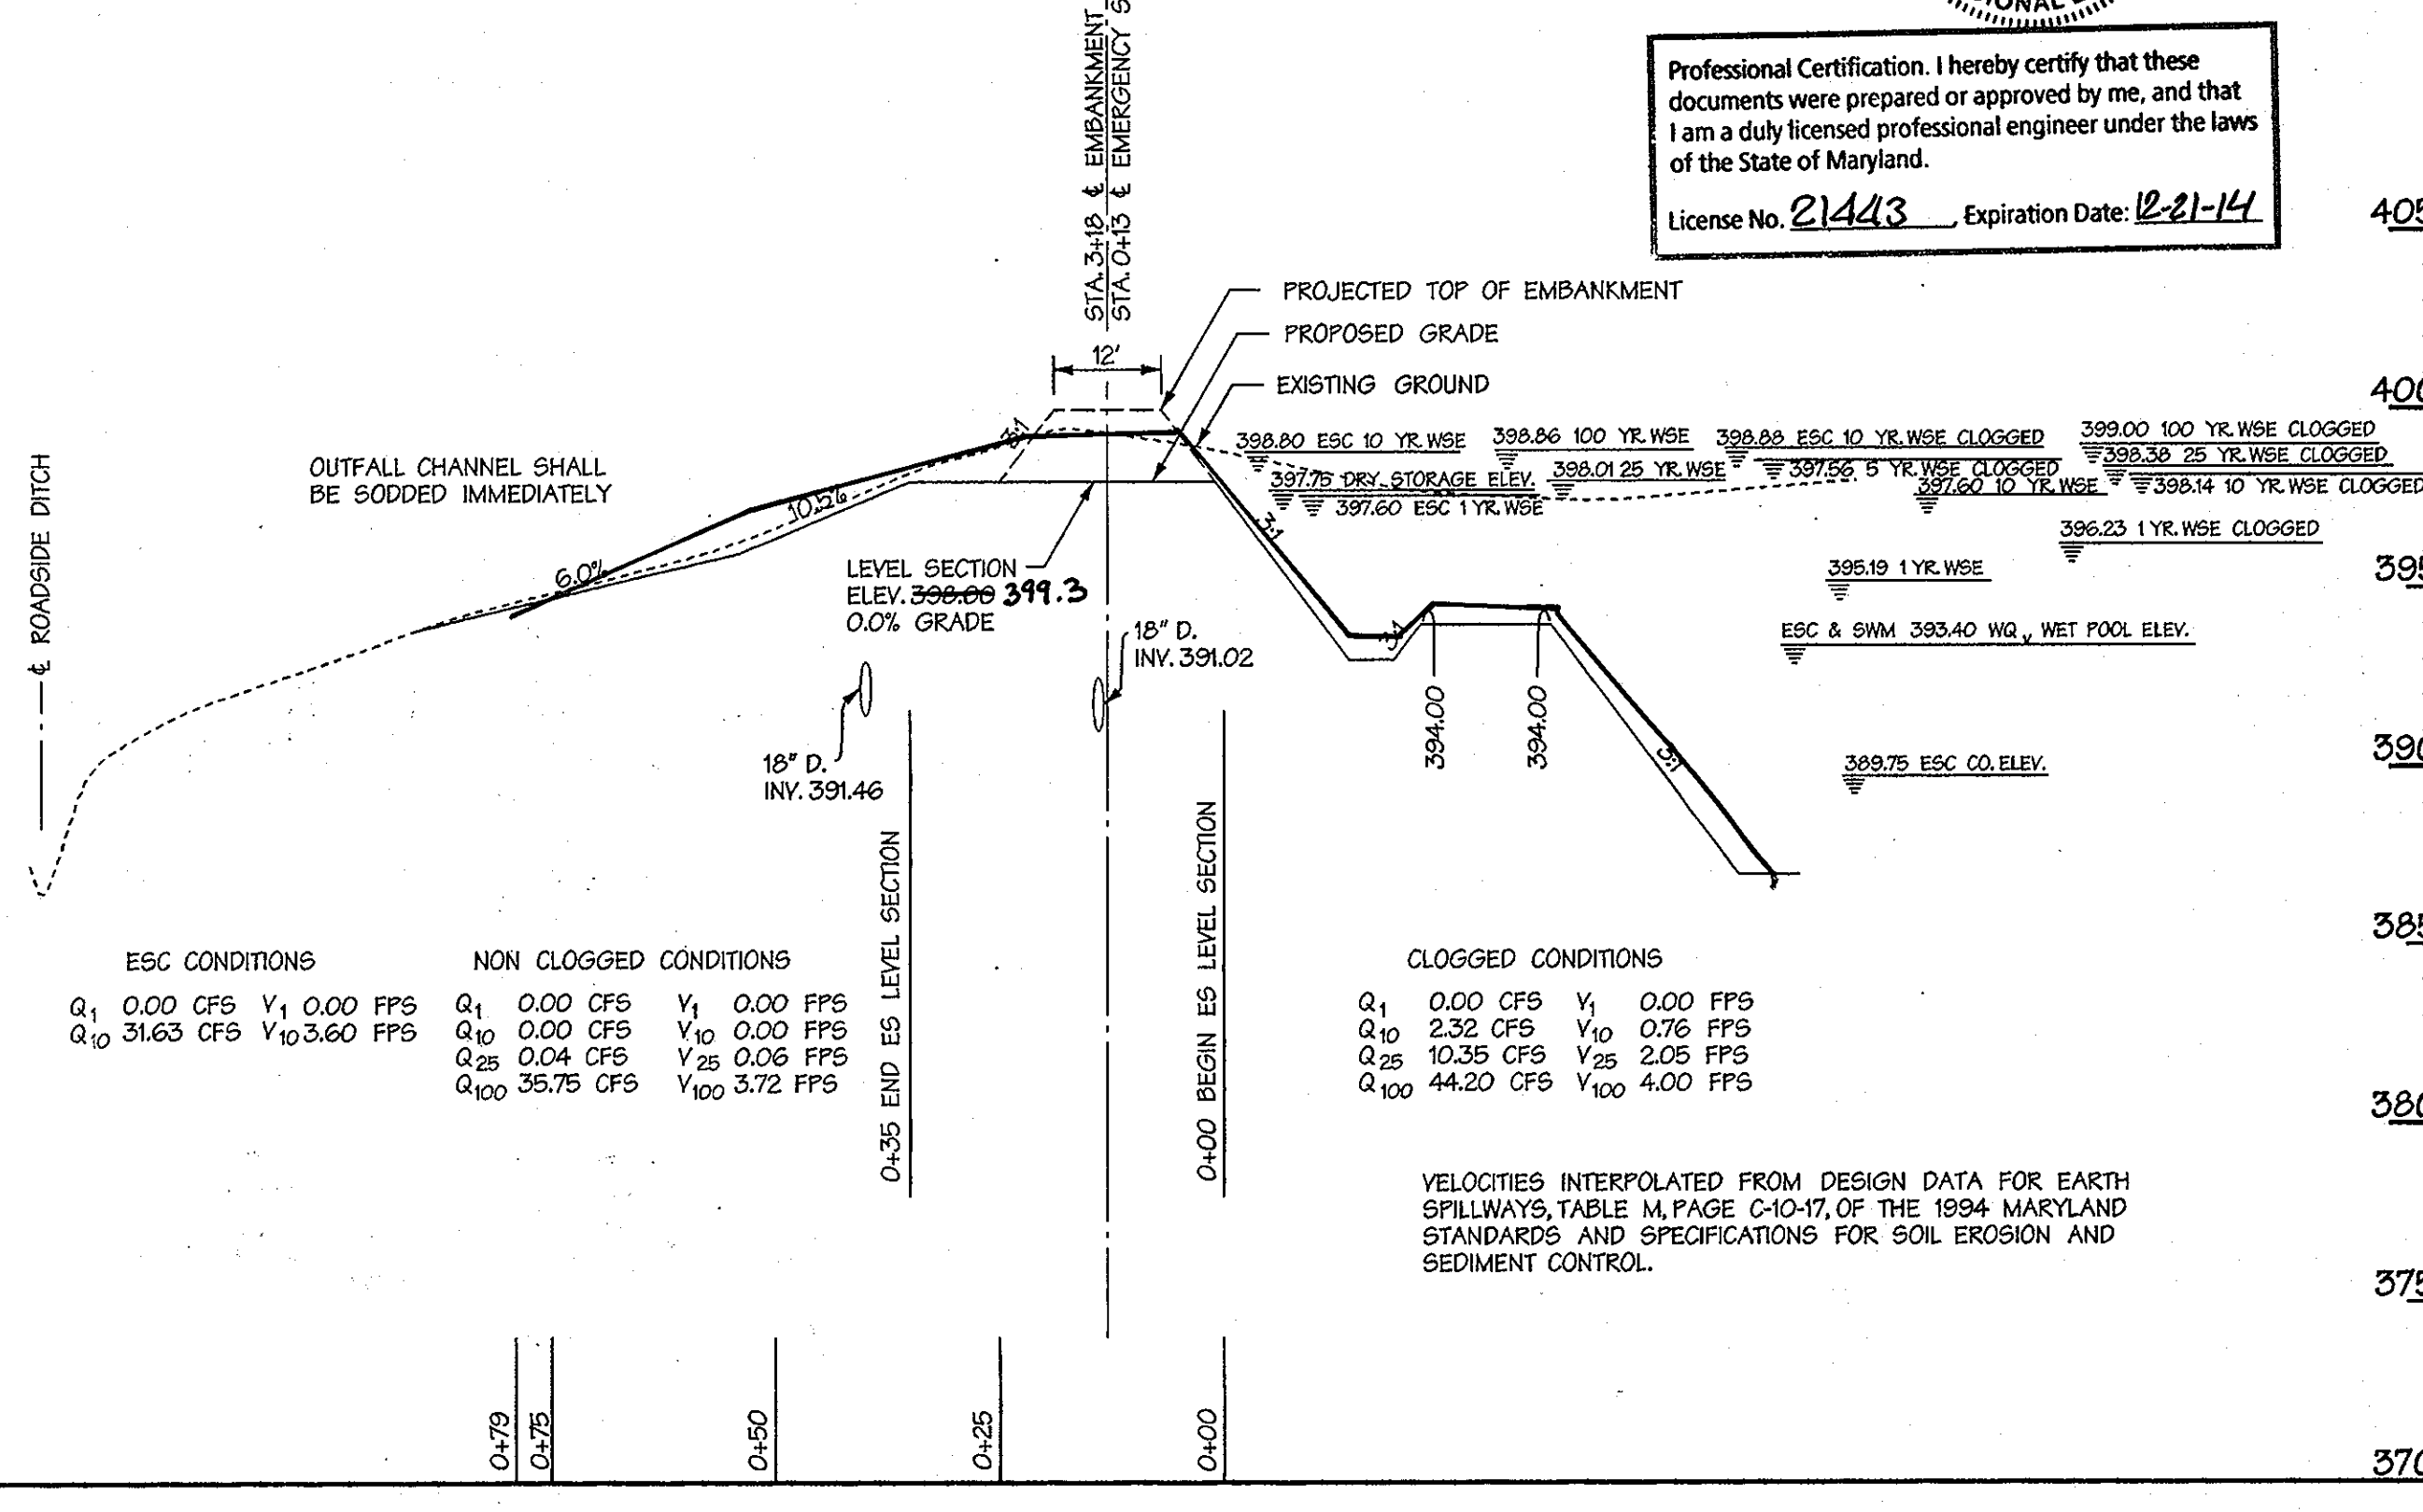 IONAL
Professional Certification. I hereby certify that these
documents were prepared or approved by me, and that
I am a duly licensed professional engineer under the laws
of the State of Maryland.
License No. 21443, Expiration Date: 12-21-14
STA. 3+18 ℄ EMBANKMENT
STA. 0+13 ℄ EMERGENCY S
PROJECTED TOP OF EMBANKMENT
PROPOSED GRADE
EXISTING GROUND
12'
405
400
395
390
385
380
375
370
398.80 ESC 10 YR. WSE
398.86 100 YR. WSE
398.88 ESC 10 YR. WSE CLOGGED
399.00 100 YR. WSE CLOGGED
397.75 DRY STORAGE ELEV.
398.01 25 YR. WSE
397.56 5 YR. WSE CLOGGED
398.38 25 YR. WSE CLOGGED
397.60 ESC 1 YR. WSE
397.60 10 YR. WSE
398.14 10 YR. WSE CLOGGED
396.23 1 YR. WSE CLOGGED
395.19 1 YR. WSE
ESC & SWM 393.40 WQv WET POOL ELEV.
389.75 ESC CO. ELEV.
℄ ROADSIDE DITCH
OUTFALL CHANNEL SHALL
BE SODDED IMMEDIATELY
3:1
10.5%
6.0%
LEVEL SECTION
ELEV. 398.00 399.3
0.0% GRADE
3:1
3:1
3:1
18" D.
INV. 391.02
18" D.
INV. 391.46
394.00
394.00
0+35 END ES LEVEL SECTION
0+00 BEGIN ES LEVEL SECTION
ESC CONDITIONS
Q1 0.00 CFS V1 0.00 FPS
Q10 31.63 CFS V10 3.60 FPS
NON CLOGGED CONDITIONS
Q1 0.00 CFS V1 0.00 FPS
Q10 0.00 CFS V10 0.00 FPS
Q25 0.04 CFS V25 0.06 FPS
Q100 35.75 CFS V100 3.72 FPS
CLOGGED CONDITIONS
Q1 0.00 CFS V1 0.00 FPS
Q10 2.32 CFS V10 0.76 FPS
Q25 10.35 CFS V25 2.05 FPS
Q100 44.20 CFS V100 4.00 FPS
VELOCITIES INTERPOLATED FROM DESIGN DATA FOR EARTH
SPILLWAYS, TABLE M, PAGE C-10-17, OF THE 1994 MARYLAND
STANDARDS AND SPECIFICATIONS FOR SOIL EROSION AND
SEDIMENT CONTROL.
0+79
0+75
0+50
0+25
0+00